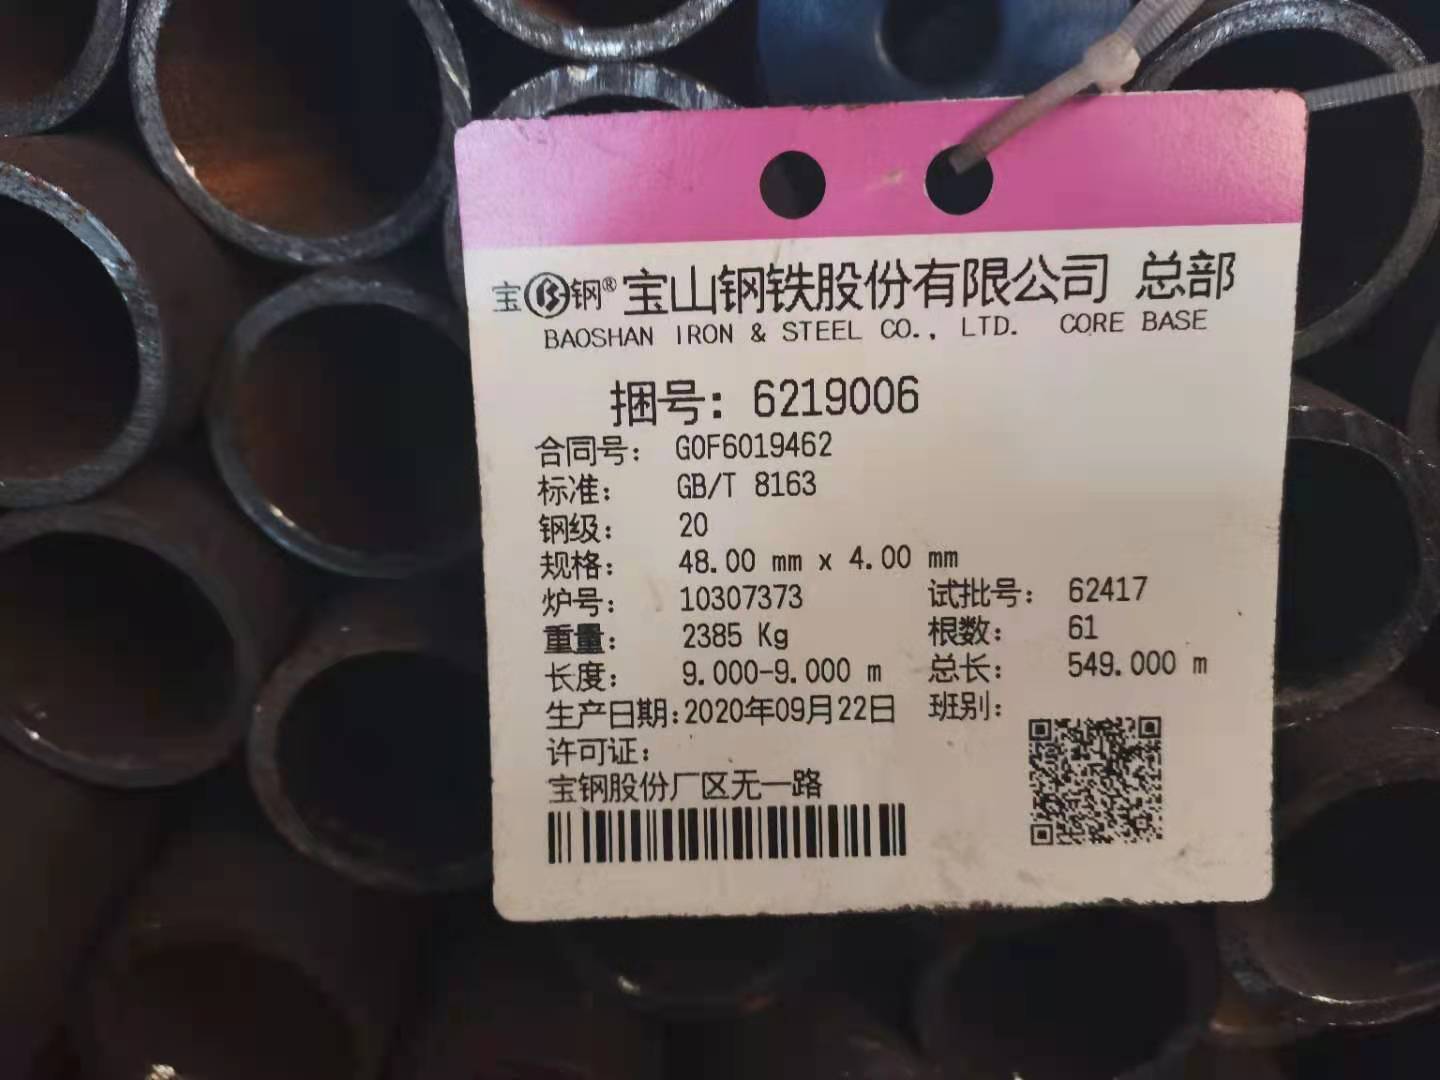 宝钢® 宝山钢铁股份有限公司 总部
BAOSHAN IRON & STEEL CO., LTD. CORE BASE
捆号: 6219006
合同号: G0F6019462
标准: GB/T 8163
钢级: 20
规格: 48.00 mm x 4.00 mm
炉号: 10307373 试批号: 62417
重量: 2385 Kg 根数: 61
长度: 9.000-9.000 m 总长: 549.000 m
生产日期:2020年09月22日 班别:
许可证:
宝钢股份厂区无一路